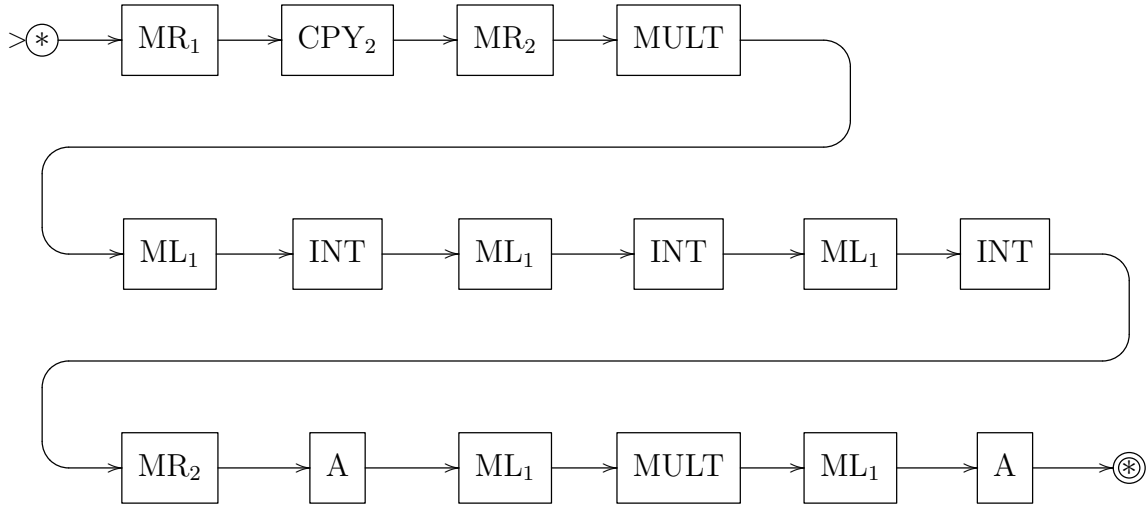 >* MR₁ CPY₂ MR₂ MULT
ML₁ INT ML₁ INT ML₁ INT
MR₂ A ML₁ MULT ML₁ A *